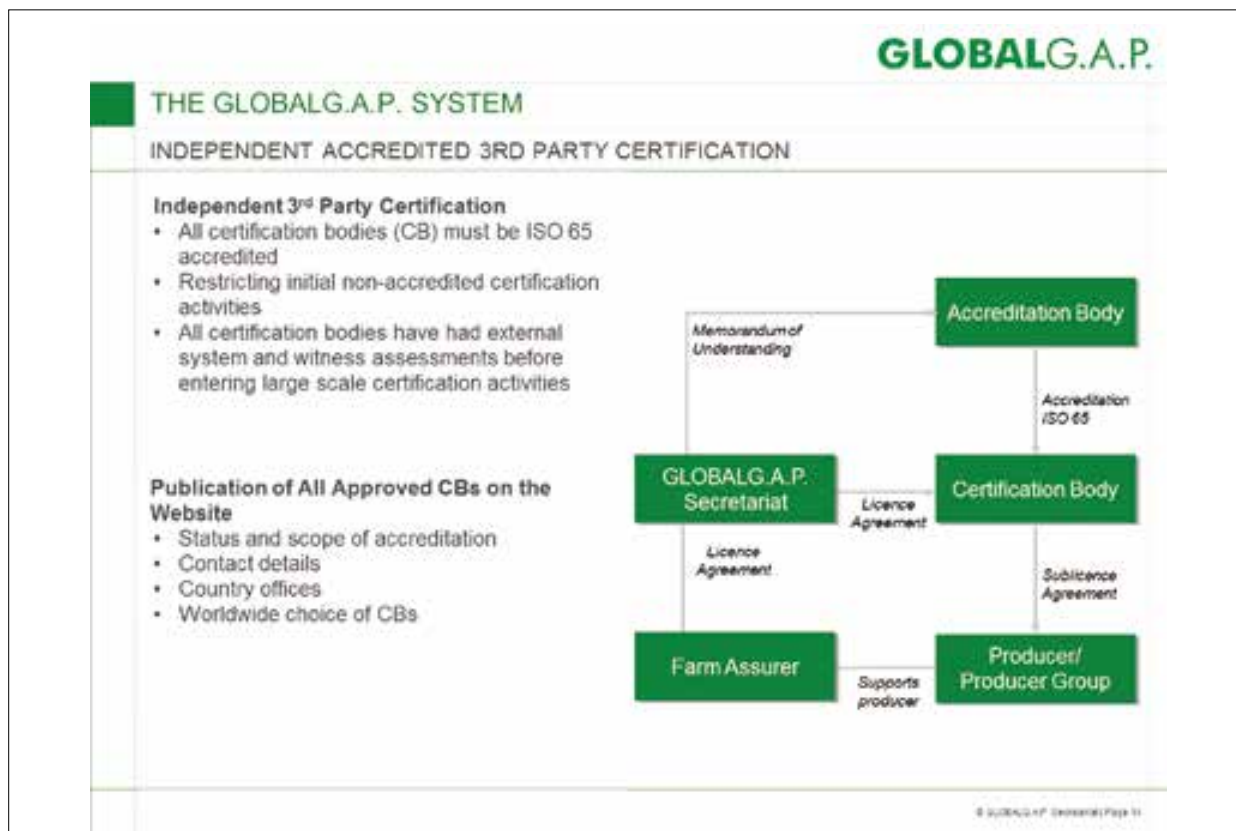 GLOBALG.A.P.
THE GLOBALG.A.P. SYSTEM
INDEPENDENT ACCREDITED 3RD PARTY CERTIFICATION
Independent 3rd Party Certification
• All certification bodies (CB) must be ISO 65
accredited
• Restricting initial non-accredited certification
activities
• All certification bodies have had external
system and witness assessments before
entering large scale certification activities
Publication of All Approved CBs on the
Website
• Status and scope of accreditation
• Contact details
• Country offices
• Worldwide choice of CBs
Accreditation Body
Memorandum of
Understanding
Accreditation
ISO 65
GLOBALG.A.P.
Secretariat
Licence
Agreement
Certification Body
Licence
Agreement
Sublicence
Agreement
Farm Assurer
Supports
producer
Producer/
Producer Group
© GLOBALG.A.P. Secretariat | Page